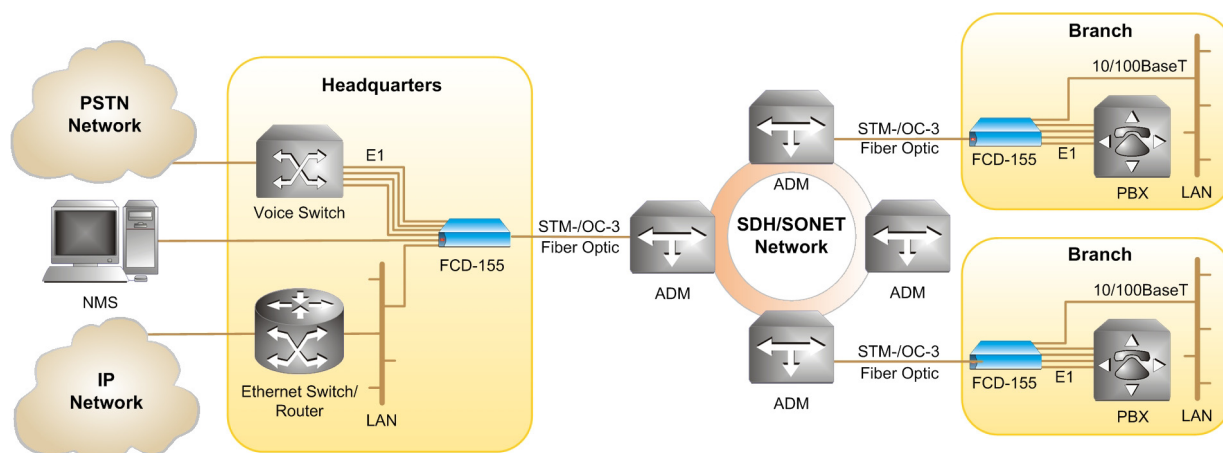 PSTN
Network
NMS
IP
Network
Headquarters
E1
Voice Switch
FCD-155
Ethernet Switch/
Router
LAN
STM-/OC-3
Fiber Optic
ADM
SDH/SONET
Network
ADM
ADM
ADM
STM-/OC-3
Fiber Optic
Branch
10/100BaseT
FCD-155
E1
PBX
LAN
STM-/OC-3
Fiber Optic
Branch
10/100BaseT
FCD-155
E1
PBX
LAN